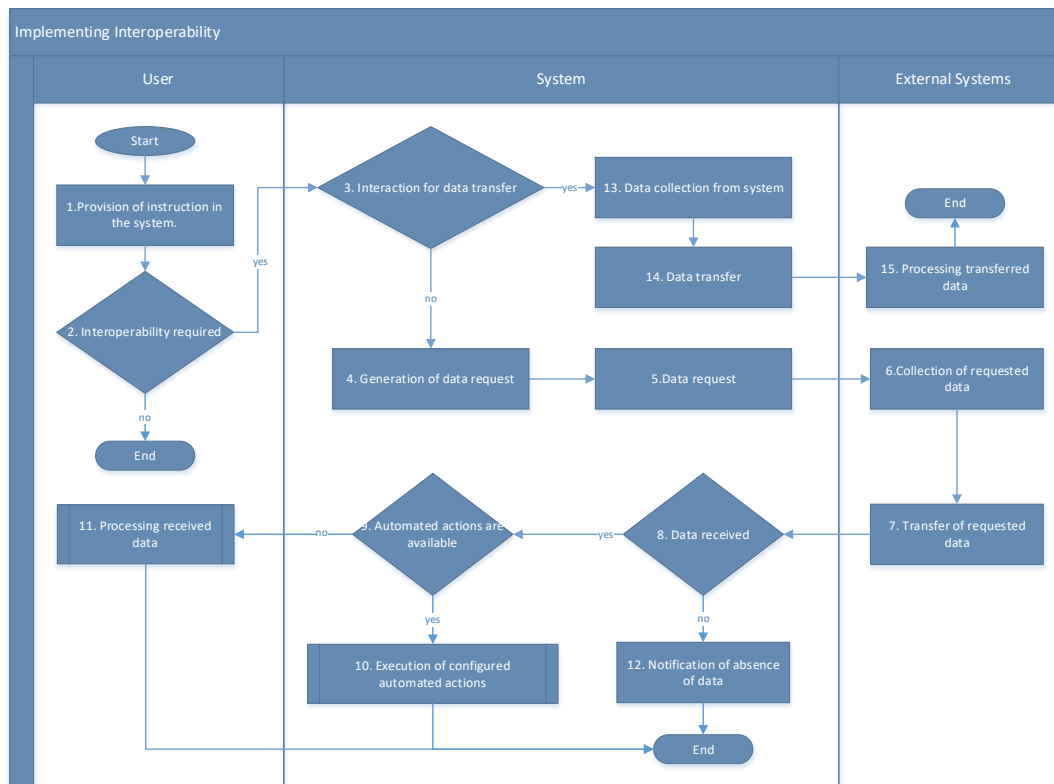 Implementing Interoperability
User
System
External Systems
Start
1.Provision of instruction in
the system.
2. Interoperability required
yes
no
End
3. Interaction for data transfer
yes
no
13. Data collection from system
14. Data transfer
End
15. Processing transferred
data
4. Generation of data request
5.Data request
6.Collection of requested
data
7. Transfer of requested
data
8. Data received
yes
no
9. Automated actions are
available
no
yes
11. Processing received
data
10. Execution of configured
automated actions
12. Notification of absence
of data
End